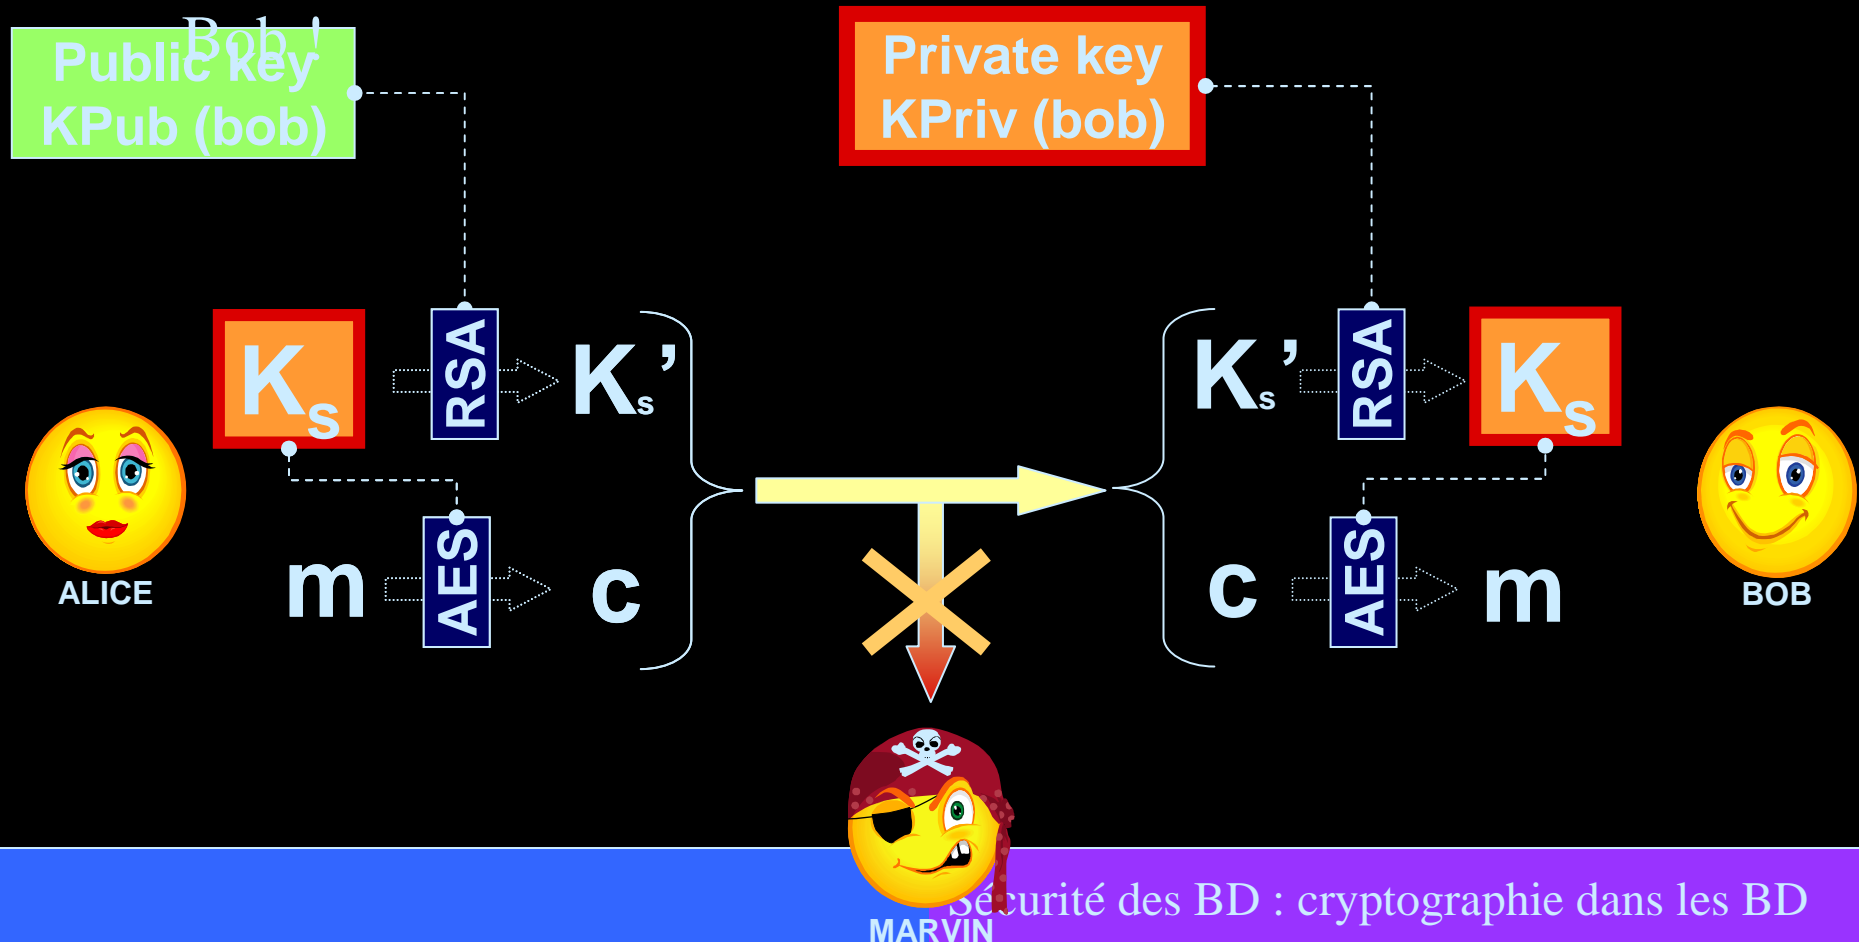 Bob !
Public key
KPub (bob)
Private key
KPriv (bob)
Ks
RSA
Ks’
Ks’
RSA
Ks
ALICE
m
AES
c
c
AES
m
BOB
MARVIN
Sécurité des BD : cryptographie dans les BD